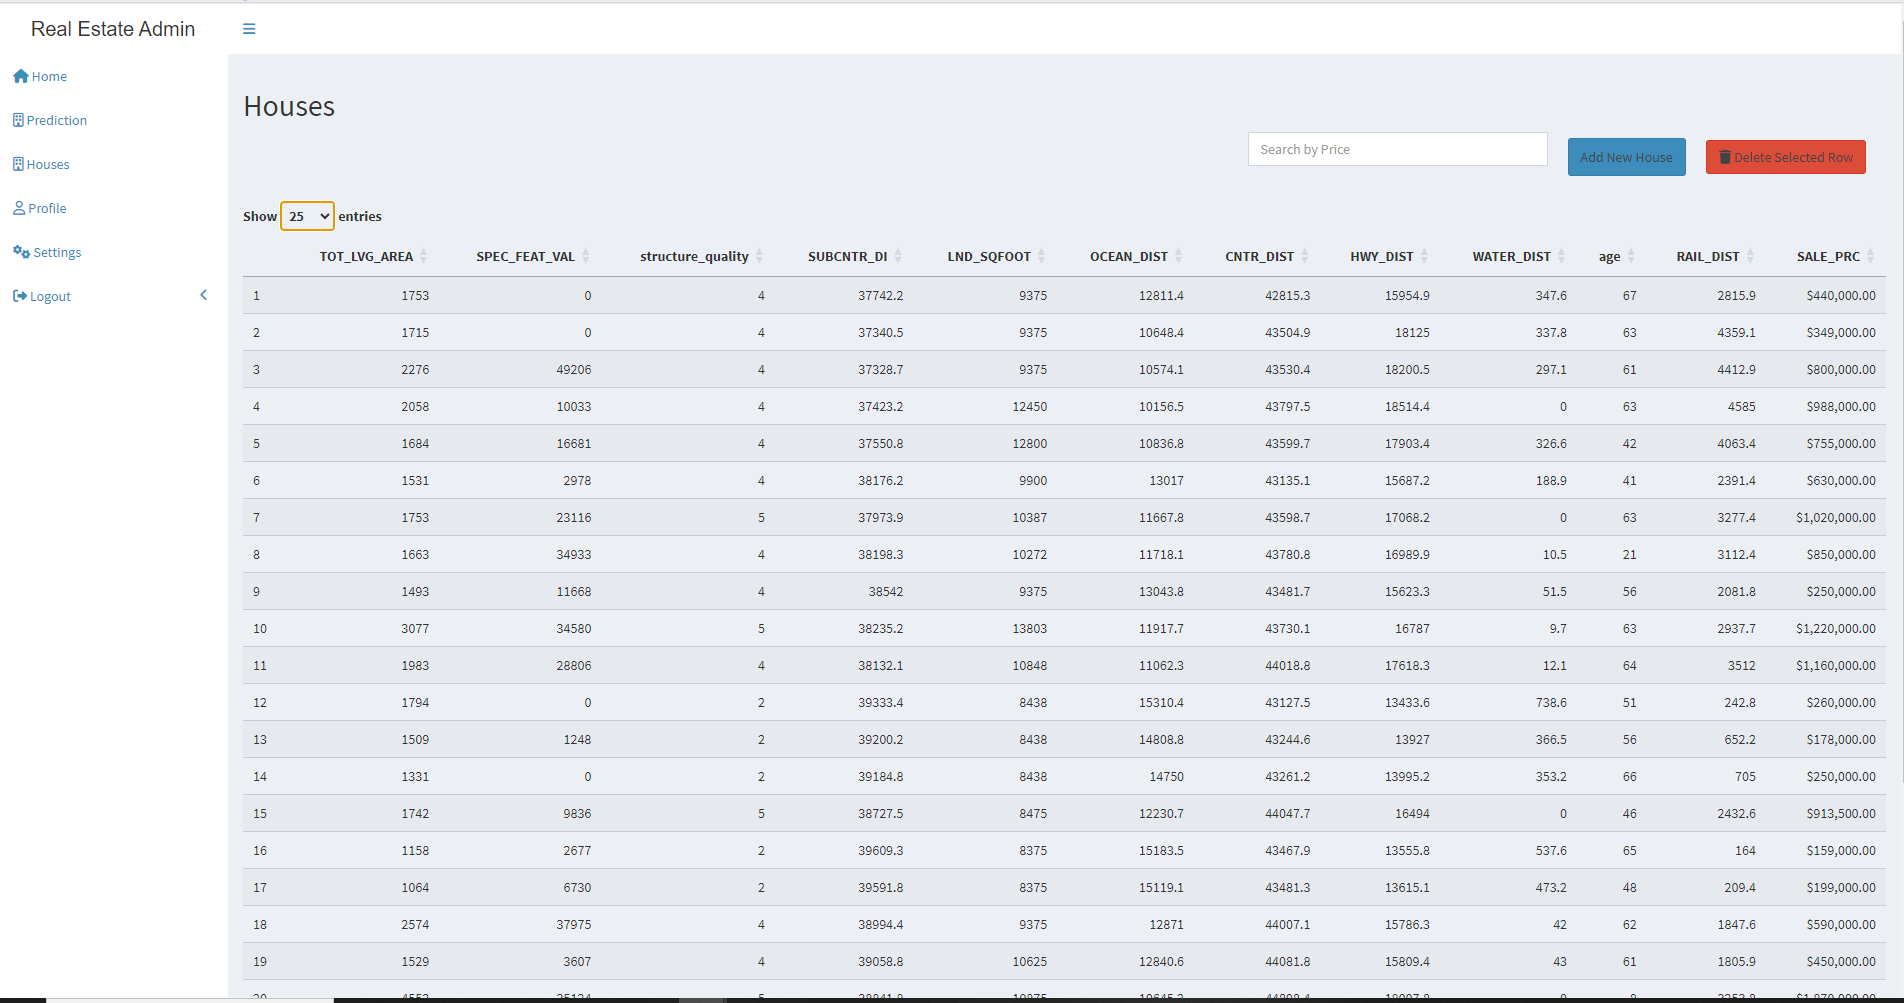 Real Estate Admin
Home
Prediction
Houses
Profile
Settings
Logout
Houses
Search by Price
Add New House
Delete Selected Row
Show 25 entries
TOT_LVG_AREA SPEC_FEAT_VAL structure_quality SUBCNTR_DI LND_SQFOOT OCEAN_DIST CNTR_DIST HWY_DIST WATER_DIST age RAIL_DIST SALE_PRC
1 1753 0 4 37742.2 9375 12811.4 42815.3 15954.9 347.6 67 2815.9 $440,000.00
2 1715 0 4 37340.5 9375 10648.4 43504.9 18125 337.8 63 4359.1 $349,000.00
3 2276 49206 4 37328.7 9375 10574.1 43530.4 18200.5 297.1 61 4412.9 $800,000.00
4 2058 10033 4 37423.2 12450 10156.5 43797.5 18514.4 0 63 4585 $988,000.00
5 1684 16681 4 37550.8 12800 10836.8 43599.7 17903.4 326.6 42 4063.4 $755,000.00
6 1531 2978 4 38176.2 9900 13017 43135.1 15687.2 188.9 41 2391.4 $630,000.00
7 1753 23116 5 37973.9 10387 11667.8 43598.7 17068.2 0 63 3277.4 $1,020,000.00
8 1663 34933 4 38198.3 10272 11718.1 43780.8 16989.9 10.5 21 3112.4 $850,000.00
9 1493 11668 4 38542 9375 13043.8 43481.7 15623.3 51.5 56 2081.8 $250,000.00
10 3077 34580 5 38235.2 13803 11917.7 43730.1 16787 9.7 63 2937.7 $1,220,000.00
11 1983 28806 4 38132.1 10848 11062.3 44018.8 17618.3 12.1 64 3512 $1,160,000.00
12 1794 0 2 39333.4 8438 15310.4 43127.5 13433.6 738.6 51 242.8 $260,000.00
13 1509 1248 2 39200.2 8438 14808.8 43244.6 13927 366.5 56 652.2 $178,000.00
14 1331 0 2 39184.8 8438 14750 43261.2 13995.2 353.2 66 705 $250,000.00
15 1742 9836 5 38727.5 8475 12230.7 44047.7 16494 0 46 2432.6 $913,500.00
16 1158 2677 2 39609.3 8375 15183.5 43467.9 13555.8 537.6 65 164 $159,000.00
17 1064 6730 2 39591.8 8375 15119.1 43481.3 13615.1 473.2 48 209.4 $199,000.00
18 2574 37975 4 38994.4 9375 12871 44007.1 15786.3 42 62 1847.6 $590,000.00
19 1529 3607 4 39058.8 10625 12840.6 44081.8 15809.4 43 61 1805.9 $450,000.00